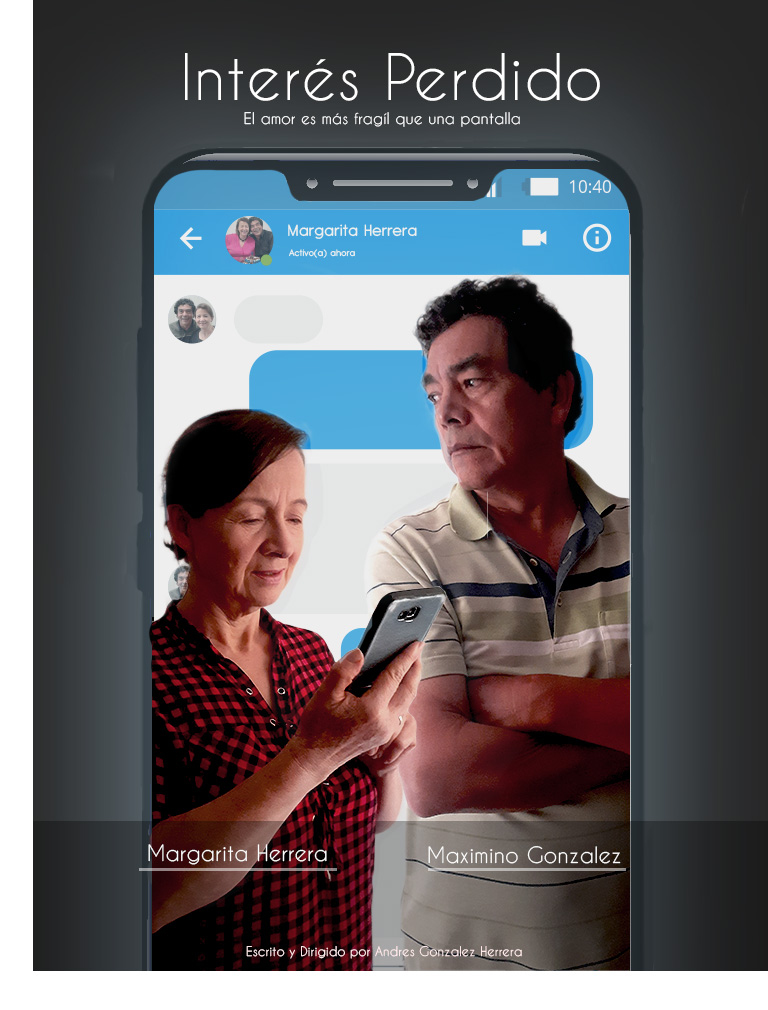 Interés Perdido
El amor es más fragíl que una pantalla
10:40
Margarita Herrera
Activo(a) ahora
Margarita Herrera
Maximino Gonzalez
Escrito y Dirigido por Andres Gonzalez Herrera